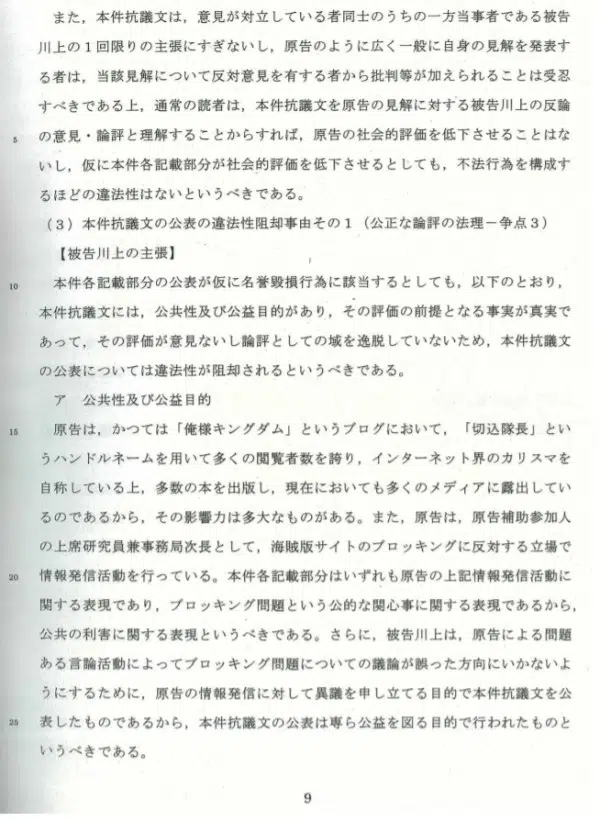 また，本件抗議文は，意見が対立している者同士のうちの一方当事者である被告
川上の１回限りの主張にすぎないし，原告のように広く一般に自身の見解を発表す
る者は，当該見解について反対意見を有する者から批判等が加えられることは受忍
すべきである上，通常の読者は，本件抗議文を原告の見解に対する被告川上の反論
5 の意見・論評と理解することからすれば，原告の社会的評価を低下させることはな
いし，仮に本件各記載部分が社会的評価を低下させるとしても，不法行為を構成す
るほどの違法性はないというべきである。
（３）本件抗議文の公表の違法性阻却事由その１（公正な論評の法理－争点３）
【被告川上の主張】
10 本件各記載部分の公表が仮に名誉毀損行為に該当するとしても，以下のとおり，
本件抗議文には，公共性及び公益目的があり，その評価の前提となる事実が真実で
あって，その評価が意見ないし論評としての域を逸脱していないため，本件抗議文
の公表については違法性が阻却されるというべきである。
ア　公共性及び公益目的
15 原告は，かつては「俺様キングダム」というブログにおいて，「切込隊長」とい
うハンドルネームを用いて多くの閲覧者数を誇り，インターネット界のカリスマを
自称している上，多数の本を出版し，現在においても多くのメディアに露出してい
るのであるから，その影響力は多大なものがある。また，原告は，原告補助参加人
の上席研究員兼事務局次長として，海賊版サイトのブロッキングに反対する立場で
20 情報発信活動を行っている。本件各記載部分はいずれも原告の上記情報発信活動に
関する表現であり，ブロッキング問題という公的な関心事に関する表現であるから，
公共の利害に関する表現というべきである。さらに，被告川上は，原告による問題
ある言論活動によってブロッキング問題についての議論が誤った方向にいかないよ
うにするために，原告の情報発信に対して異議を申し立てる目的で本件抗議文を公
25 表したものであるから，本件抗議文の公表は専ら公益を図る目的で行われたものと
いうべきである。
9